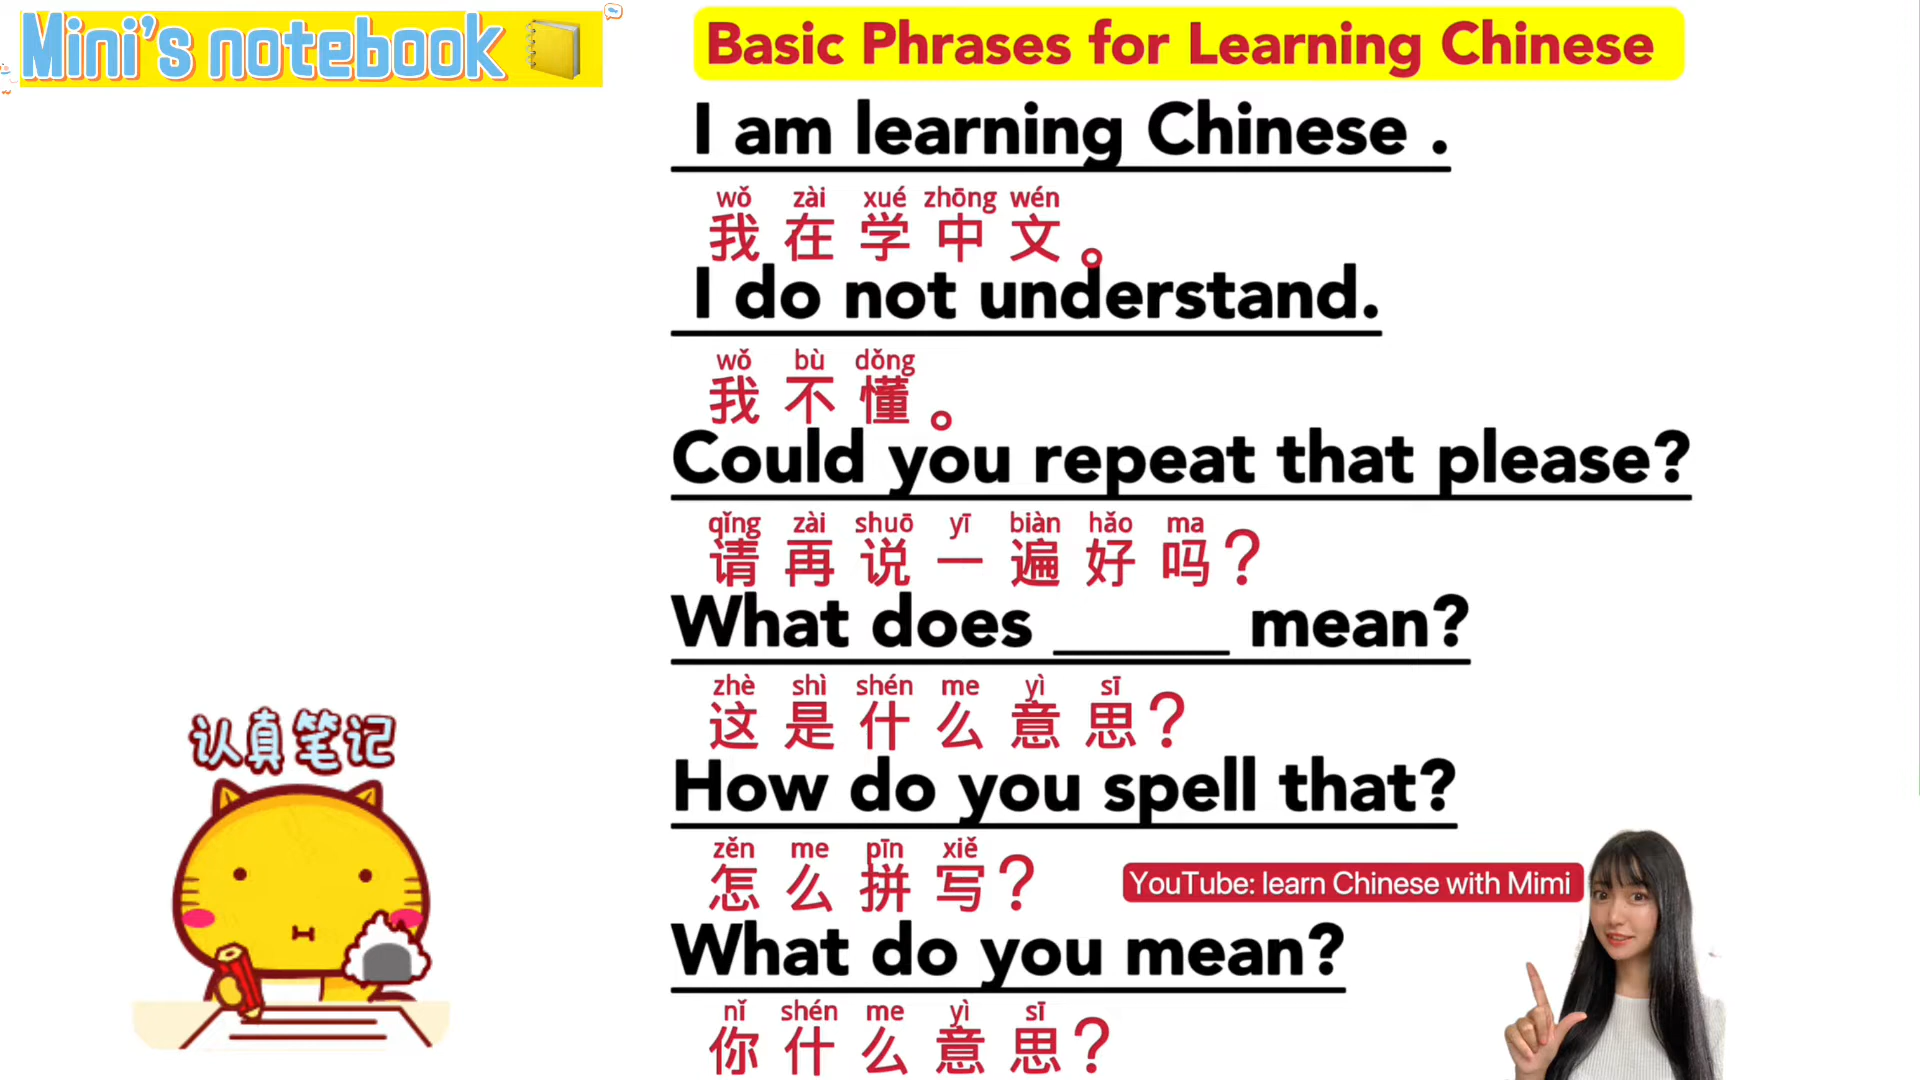 Mini's notebook
Basic Phrases for Learning Chinese
I am learning Chinese .
wǒ zài xué zhōng wén
我在学中文。
I do not understand.
wǒ bù dǒng
我不懂。
Could you repeat that please?
qǐng zài shuō yī biàn hǎo ma
请再说一遍好吗?
What does ______ mean?
zhè shì shén me yì sī
这是什么意思?
How do you spell that?
zěn me pīn xiě
怎么拼写?
What do you mean?
nǐ shén me yì sī
你什么意思?
认真笔记
YouTube: learn Chinese with Mimi